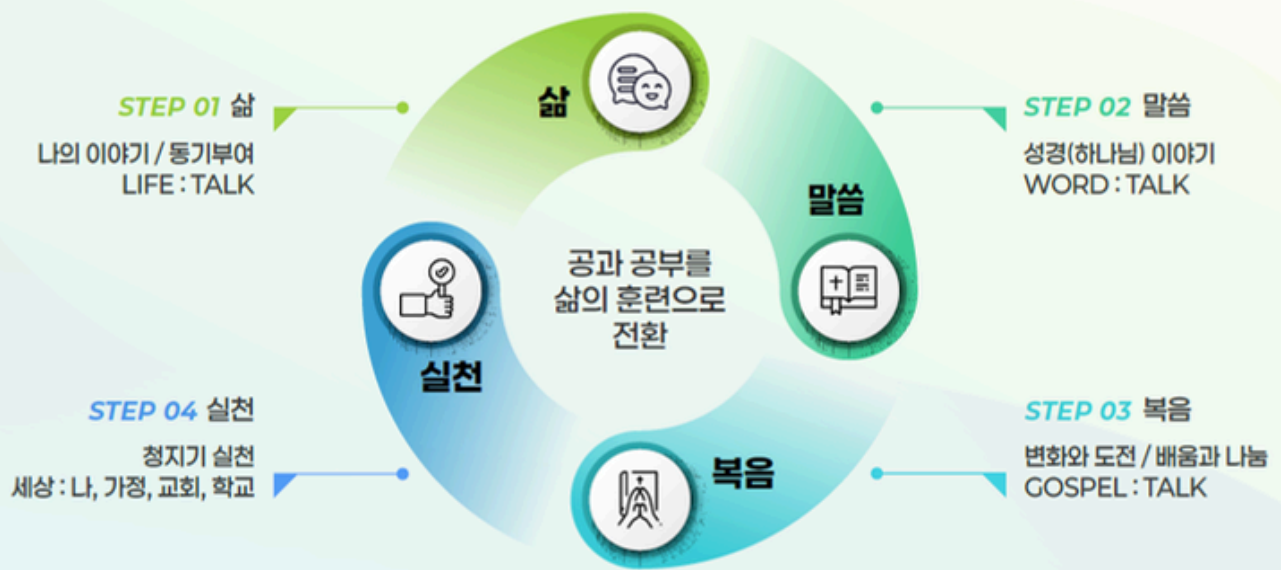 STEP 01 삶
나의 이야기 / 동기부여
LIFE : TALK
삶
STEP 02 말씀
성경(하나님) 이야기
WORD : TALK
말씀
공과 공부를
삶의 훈련으로
전환
실천
STEP 04 실천
청지기 실천
세상 : 나, 가정, 교회, 학교
복음
STEP 03 복음
변화와 도전 / 배움과 나눔
GOSPEL : TALK